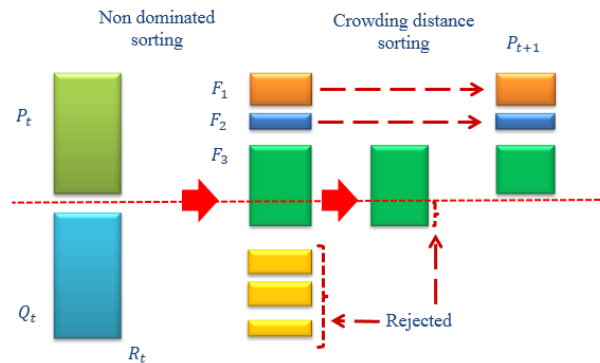 Non dominated
sorting
Crowding distance
sorting
P_{t+1}
P_t
F_1
F_2
F_3
Q_t
R_t
Rejected